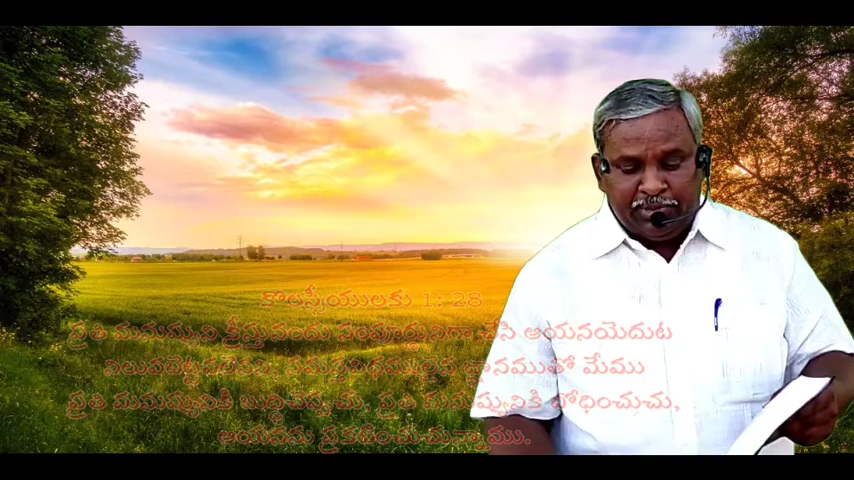 కొలస్సీయులకు 1: 28
ప్రతి మనుష్యుని క్రీస్తునందు సంపూర్ణునిగా చేసి ఆయనయెదుట
నిలువబెట్టవలెనని, సమస్తవిధములైన జ్ఞానముతో మేము
ప్రతి మనుష్యునికి బుద్ధిచెప్పుచు, ప్రతి మనుష్యునికి బోధించుచు,
ఆయనను ప్రకటించుచున్నాము.